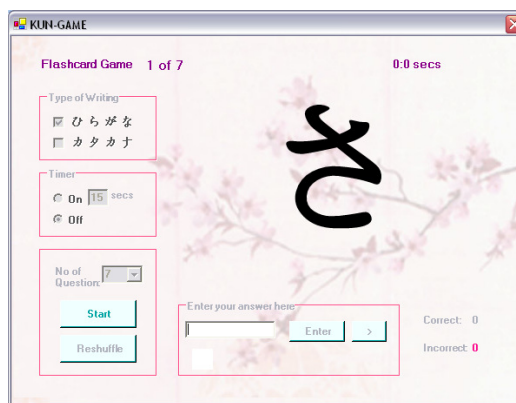 KUN-GAME
Flashcard Game 1 of 7
0:0 secs
Type of Writing
ひらがな
カタカナ
を
Timer
On 15 secs
Off
No of Question: 7
Start
Reshuffle
Enter your answer here
Enter >
Correct: 0
Incorrect: 0